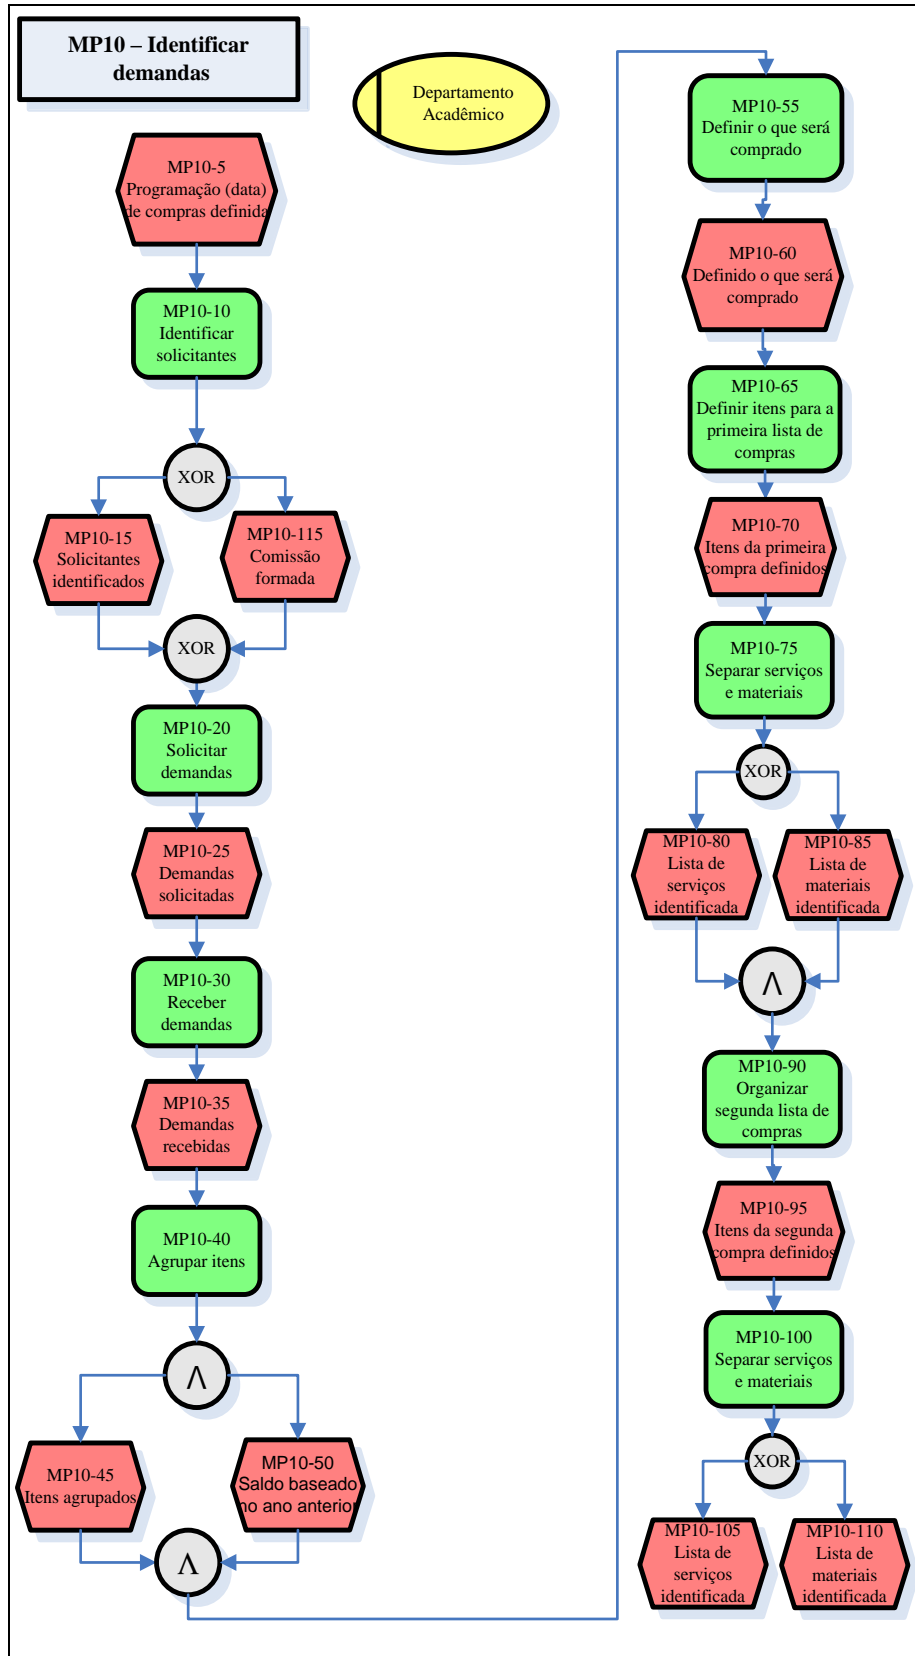 MP10 – Identificar
demandas
Departamento
Acadêmico
MP10-5
Programação (data)
de compras definida
MP10-10
Identificar
solicitantes
XOR
MP10-15
Solicitantes
identificados
MP10-115
Comissão
formada
XOR
MP10-20
Solicitar
demandas
MP10-25
Demandas
solicitadas
MP10-30
Receber
demandas
MP10-35
Demandas
recebidas
MP10-40
Agrupar itens
Λ
MP10-45
Itens agrupados
MP10-50
Saldo baseado
no ano anterior
Λ
MP10-55
Definir o que será
comprado
MP10-60
Definido o que será
comprado
MP10-65
Definir itens para a
primeira lista de
compras
MP10-70
Itens da primeira
compra definidos
MP10-75
Separar serviços
e materiais
XOR
MP10-80
Lista de
serviços
identificada
MP10-85
Lista de
materiais
identificada
Λ
MP10-90
Organizar
segunda lista de
compras
MP10-95
Itens da segunda
compra definidos
MP10-100
Separar serviços
e materiais
XOR
MP10-105
Lista de
serviços
identificada
MP10-110
Lista de
materiais
identificada